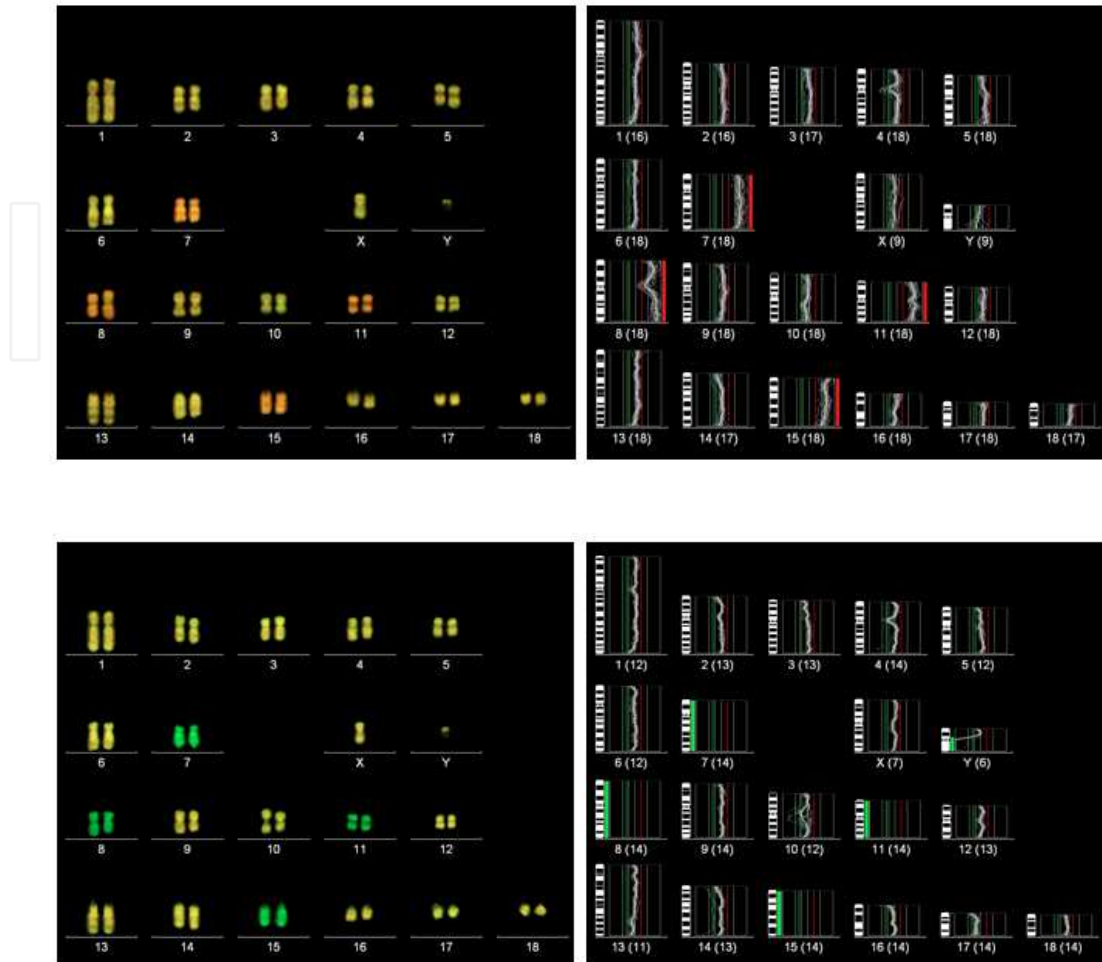 1 2 3 4 5
6 7 X Y
8 9 10 11 12
13 14 15 16 17 18
1 (16) 2 (16) 3 (17) 4 (18) 5 (18)
6 (18) 7 (18) X (9) Y (9)
8 (18) 9 (18) 10 (18) 11 (18) 12 (18)
13 (18) 14 (17) 15 (18) 16 (18) 17 (18) 18 (17)
1 2 3 4 5
6 7 X Y
8 9 10 11 12
13 14 15 16 17 18
1 (12) 2 (13) 3 (13) 4 (14) 5 (12)
6 (12) 7 (14) X (7) Y (6)
8 (14) 9 (14) 10 (12) 11 (14) 12 (13)
13 (11) 14 (13) 15 (14) 16 (14) 17 (14) 18 (14)